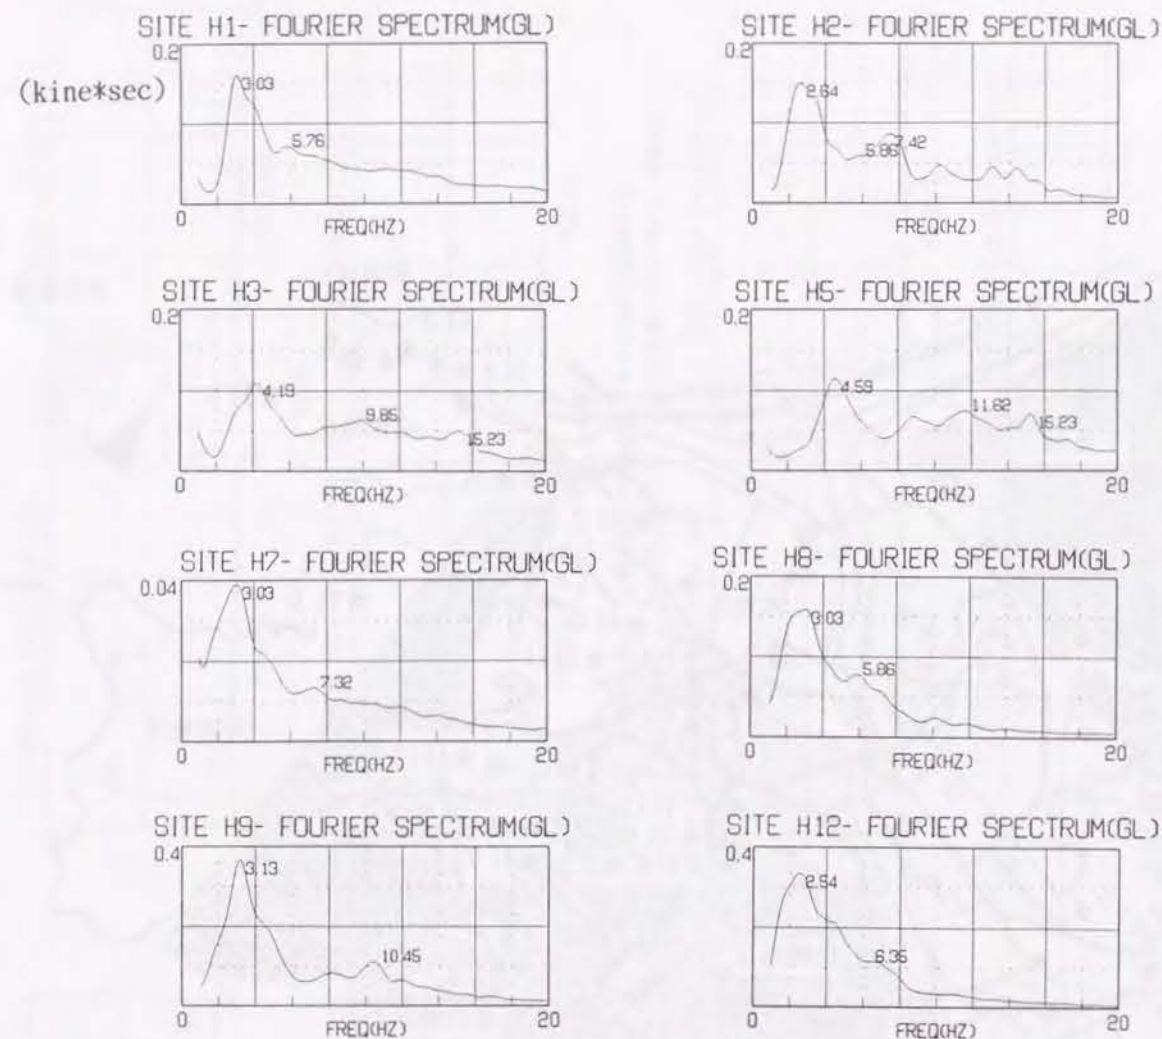 SITE H1- FOURIER SPECTRUM(GL)
0.2
(kine*sec)
3.03
5.76
0
20
FREQ(HZ)
SITE H2- FOURIER SPECTRUM(GL)
0.2
2.64
5.86
7.42
0
20
FREQ(HZ)
SITE H3- FOURIER SPECTRUM(GL)
0.2
4.19
9.85
15.23
0
20
FREQ(HZ)
SITE H5- FOURIER SPECTRUM(GL)
0.2
4.59
11.82
15.23
0
20
FREQ(HZ)
SITE H7- FOURIER SPECTRUM(GL)
0.04
3.03
7.32
0
20
FREQ(HZ)
SITE H8- FOURIER SPECTRUM(GL)
0.2
3.03
5.86
0
20
FREQ(HZ)
SITE H9- FOURIER SPECTRUM(GL)
0.4
3.13
10.45
0
20
FREQ(HZ)
SITE H12- FOURIER SPECTRUM(GL)
0.4
2.54
6.35
0
20
FREQ(HZ)